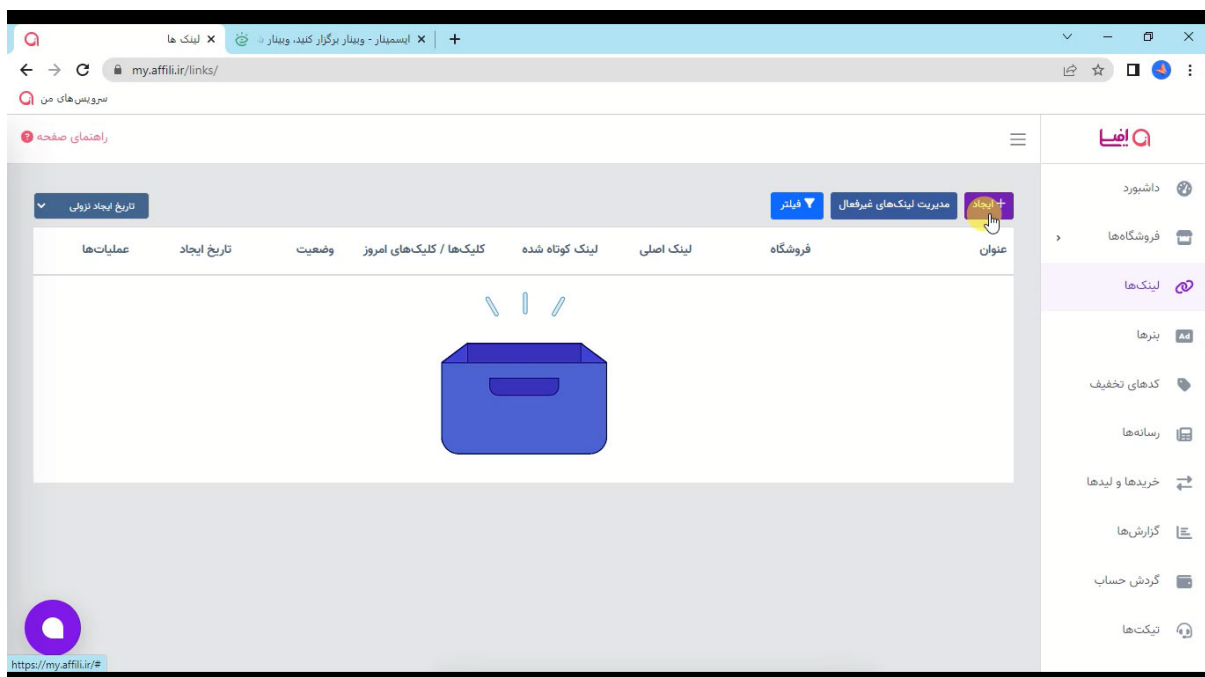 لینک ها
ایسمینار - وبینار برگزار کنید، وبینار
my.affili.ir/links/
سرویس‌های من
راهنمای صفحه
افیلی
داشبورد
فروشگاه‌ها
لینک‌ها
Ad بنرها
کدهای تخفیف
رسانه‌ها
خریدها و لیدها
گزارش‌ها
گردش حساب
تیکت‌ها
+ ایجاد مدیریت لینک‌های غیرفعال فیلتر تاریخ ایجاد نزولی
عنوان فروشگاه لینک اصلی لینک کوتاه شده کلیک‌ها / کلیک‌های امروز وضعیت تاریخ ایجاد عملیات‌ها
https://my.affili.ir/#